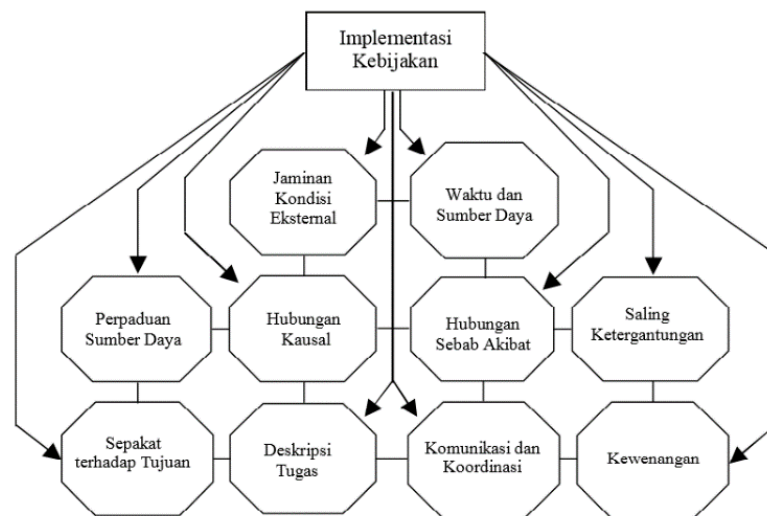 Implementasi
Kebijakan
Jaminan
Kondisi
Eksternal
Waktu dan
Sumber Daya
Perpaduan
Sumber Daya
Hubungan
Kausal
Hubungan
Sebab Akibat
Saling
Ketergantungan
Sepakat
terhadap Tujuan
Deskripsi
Tugas
Komunikasi dan
Koordinasi
Kewenangan